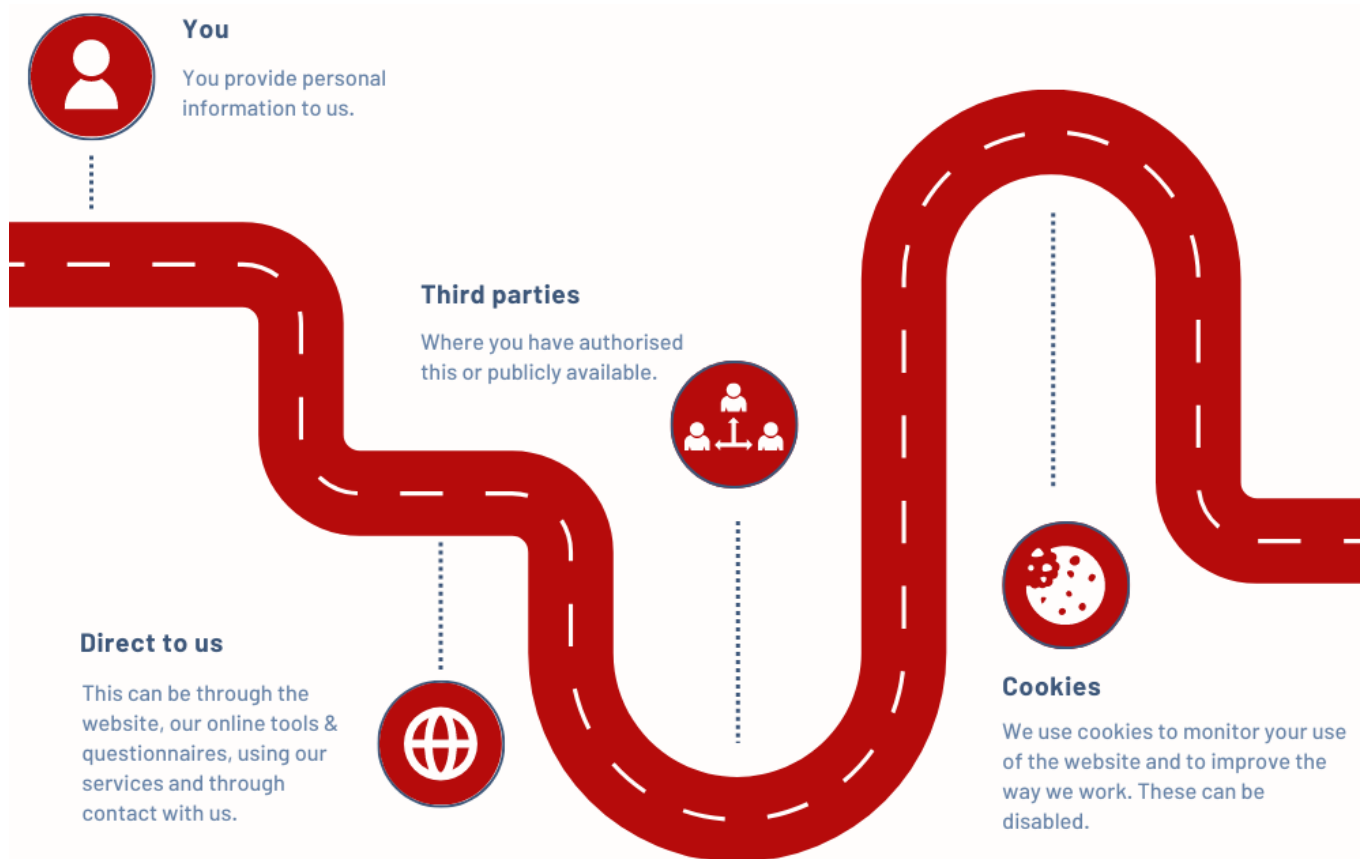 You
You provide personal
information to us.
Third parties
Where you have authorised
this or publicly available.
Direct to us
This can be through the
website, our online tools &
questionnaires, using our
services and through
contact with us.
Cookies
We use cookies to monitor your use
of the website and to improve the
way we work. These can be
disabled.